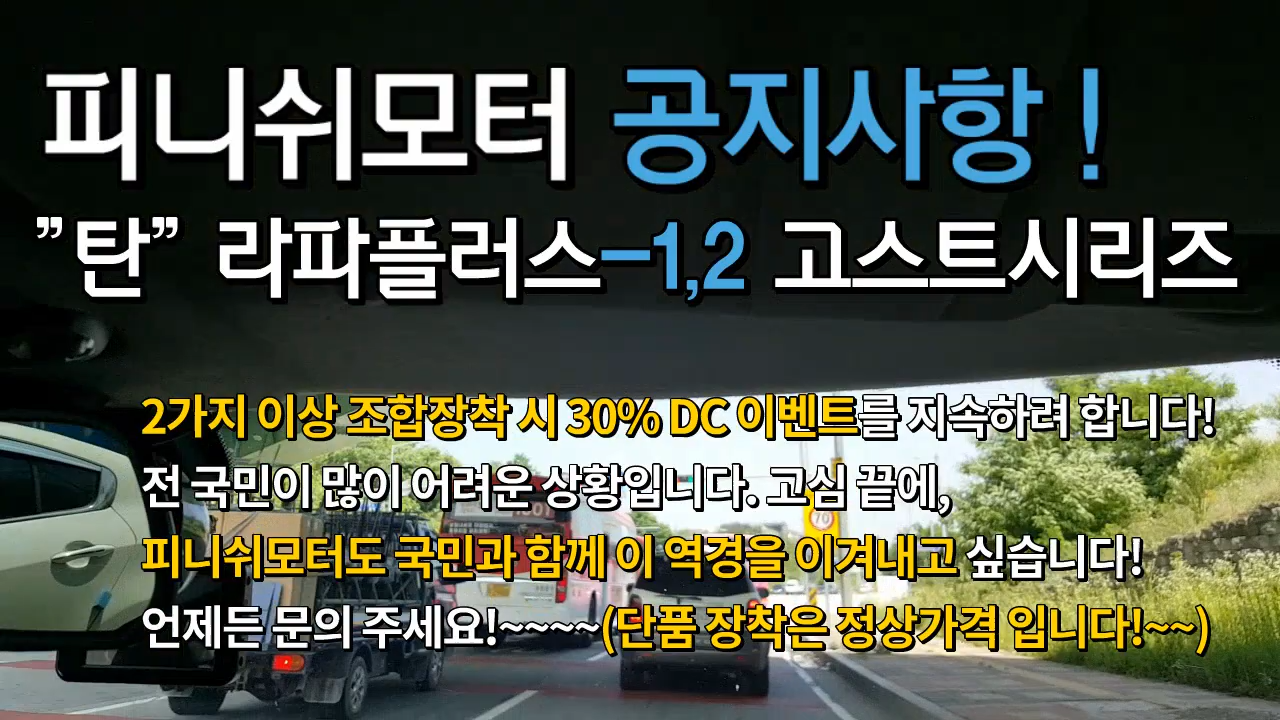 피니쉬모터 공지사항 !
”탄” 라파플러스-1,2 고스트시리즈
2가지 이상 조합장착 시 30% DC 이벤트를 지속하려 합니다!
전 국민이 많이 어려운 상황입니다. 고심 끝에,
피니쉬모터도 국민과 함께 이 역경을 이겨내고 싶습니다!
언제든 문의 주세요!~~~~(단품 장착은 정상가격 입니다!~~)
70